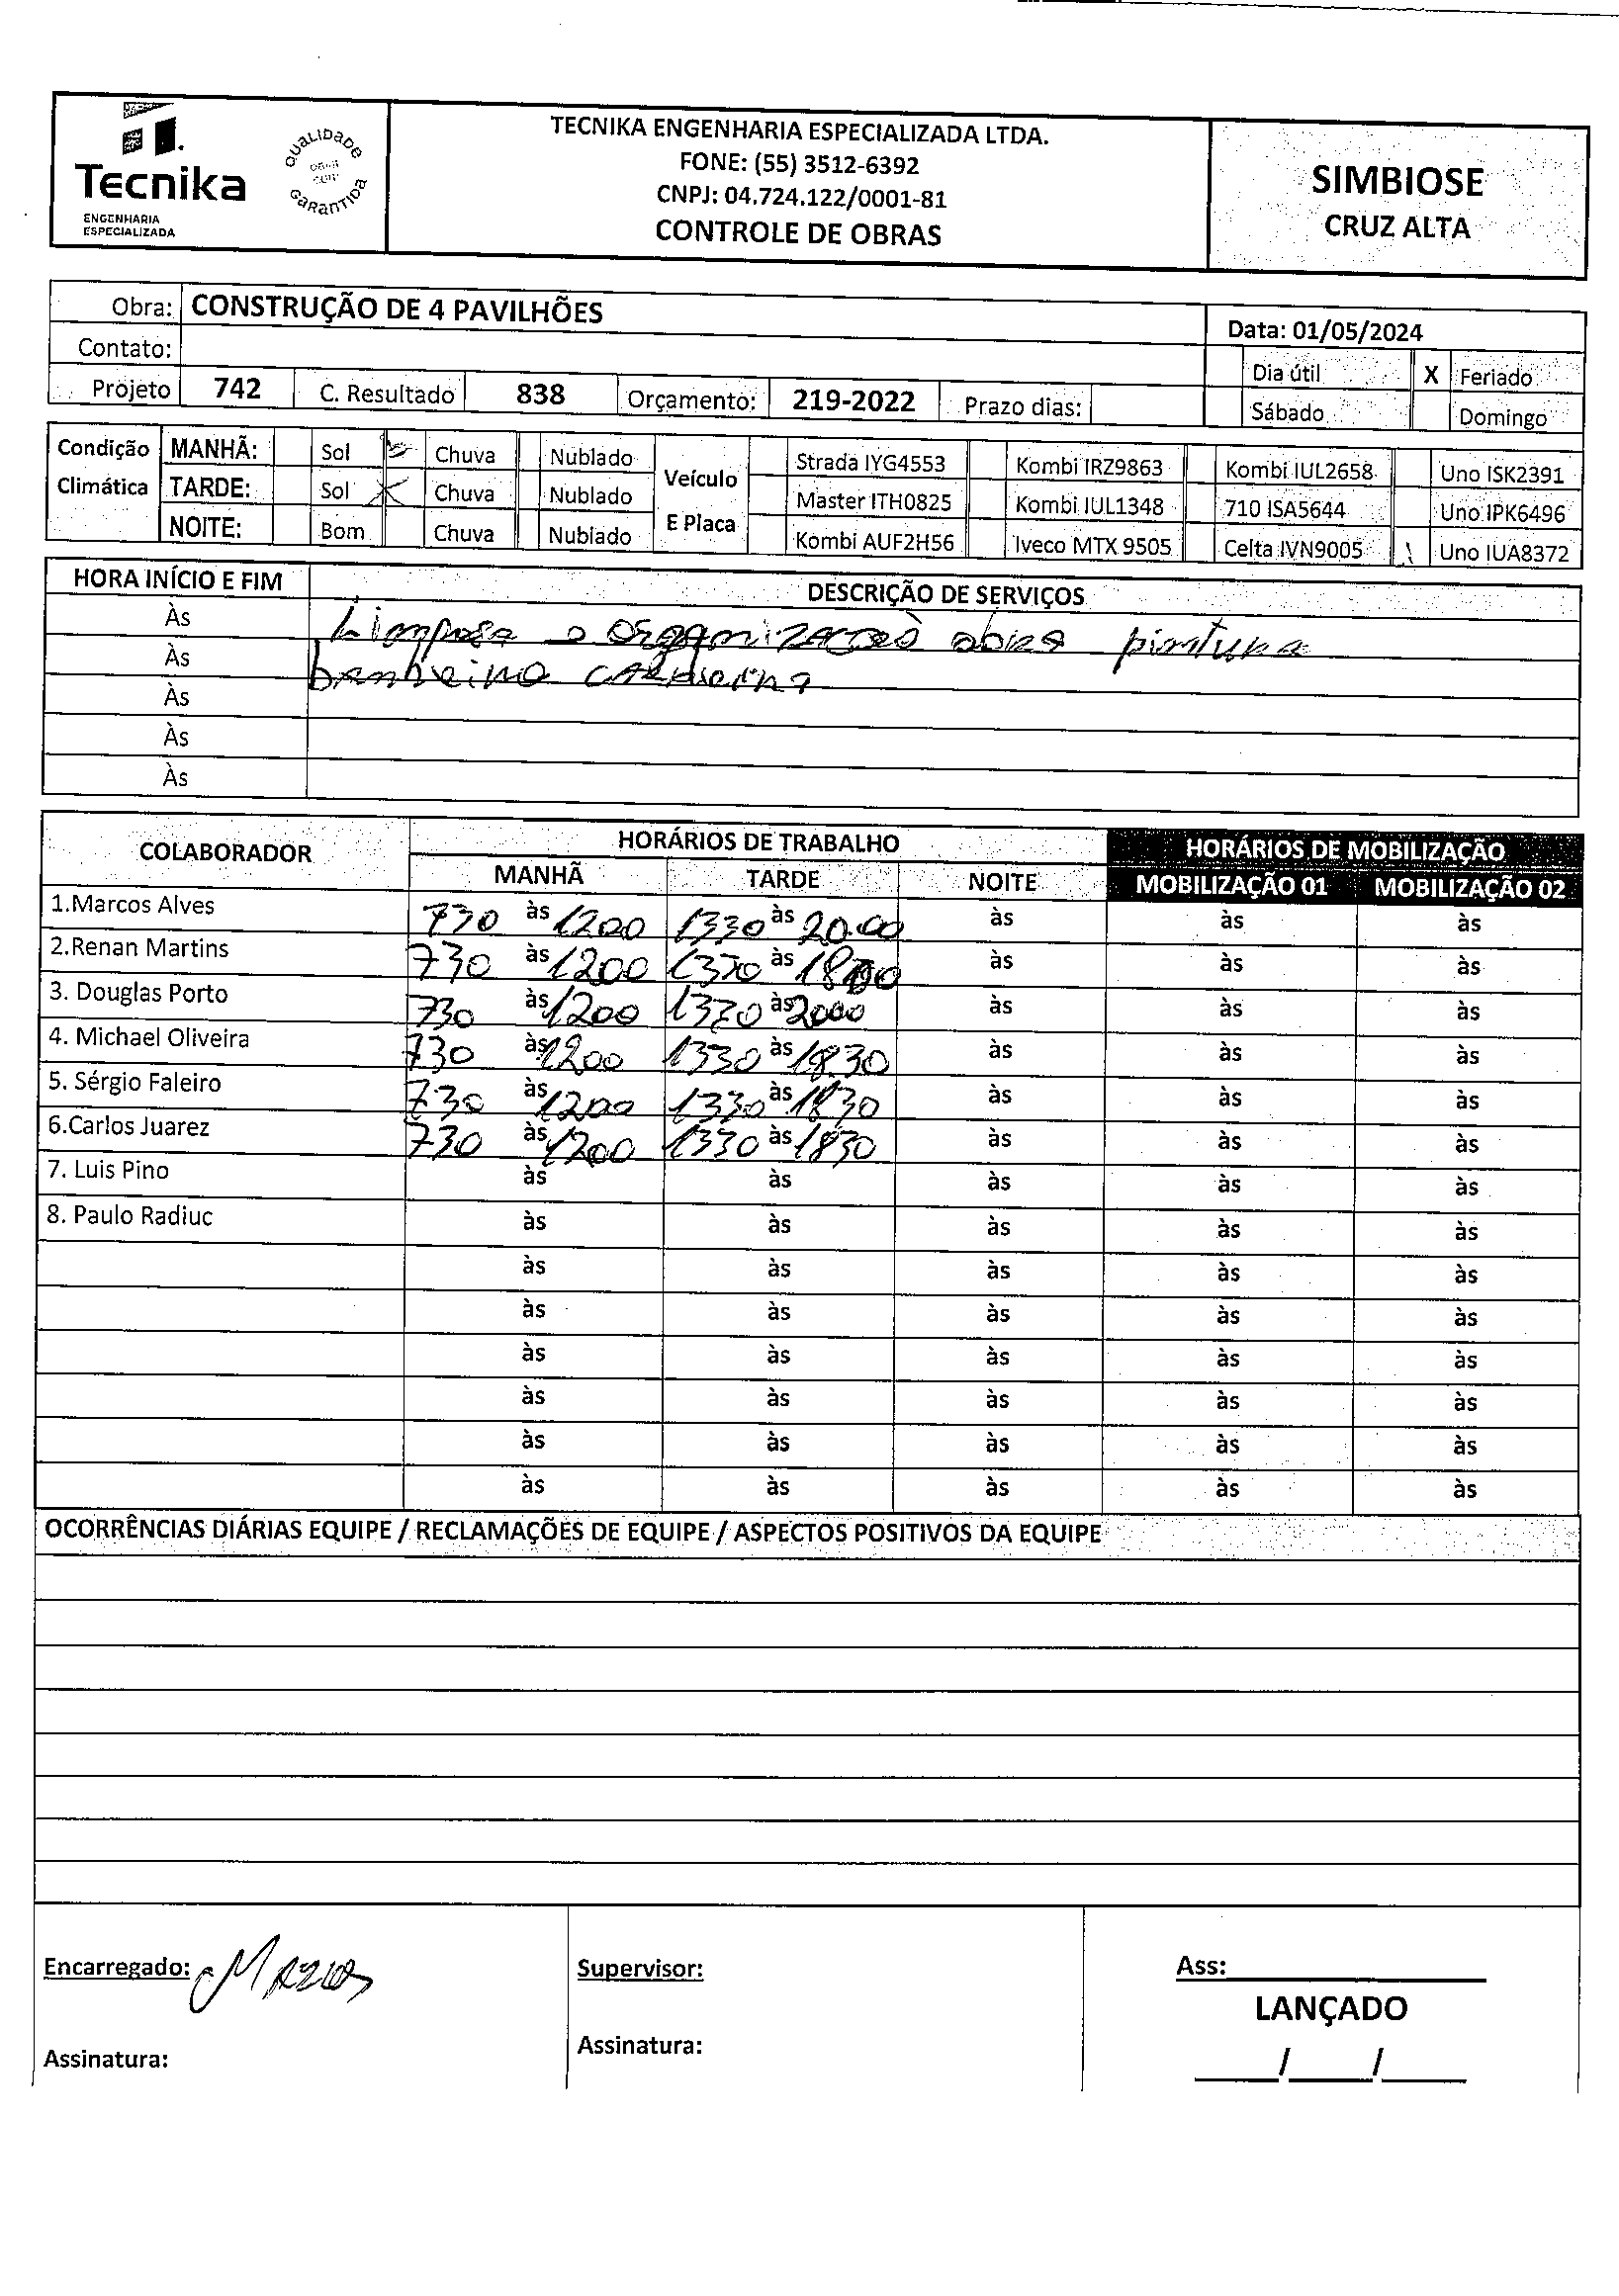 Tecnika
ENGENHARIA
ESPECIALIZADA
QUALIDADE
GARANTIDA
TECNIKA ENGENHARIA ESPECIALIZADA LTDA.
FONE: (55) 3512-6392
CNPJ: 04.724.122/0001-81
CONTROLE DE OBRAS
SIMBIOSE
CRUZ ALTA
Obra: CONSTRUÇÃO DE 4 PAVILHÕES
Data: 01/05/2024
Contato:
Dia útil X Feriado
Projeto 742 C. Resultado 838 Orçamento: 219-2022 Prazo dias:
Sábado Domingo
Condição Climática
MANHÃ: Sol Chuva Nublado
TARDE: Sol X Chuva Nublado
NOITE: Bom Chuva Nublado
Veículo E Placa
Strada IYG4553 Kombi IRZ9863 Kombi IUL2658 Uno ISK2391
Master ITH0825 Kombi IUL1348 710 ISA5644 Uno IPK6496
Kombi AUF2H56 Iveco MTX 9505 Celta IVN9005 \ Uno IUA8372
HORA INÍCIO E FIM DESCRIÇÃO DE SERVIÇOS
Às Limpesa e organização obra pintura
Às banheiro
Às
Às
Às
COLABORADOR HORÁRIOS DE TRABALHO HORÁRIOS DE MOBILIZAÇÃO
MANHÃ TARDE NOITE MOBILIZAÇÃO 01 MOBILIZAÇÃO 02
1.Marcos Alves 730 às 1200 1330 às 20.00 às às às
2.Renan Martins 730 às 1200 1330 às às às às
3. Douglas Porto 730 às 1200 1330 às 2000 às às às
4. Michael Oliveira 730 às 1200 1330 às 18.30 às às às
5. Sérgio Faleiro 730 às 1200 1330 às 1830 às às às
6.Carlos Juarez 730 às 1200 1330 às 1830 às às às
7. Luis Pino às às às às às
8. Paulo Radiuc às às às às às
às às às às às
às às às às às
às às às às às
às às às às às
às às às às às
às às às às às
OCORRÊNCIAS DIÁRIAS EQUIPE / RECLAMAÇÕES DE EQUIPE / ASPECTOS POSITIVOS DA EQUIPE
Encarregado: Marcos
Supervisor:
Ass:
LANÇADO
Assinatura:
Assinatura:
___/___/___